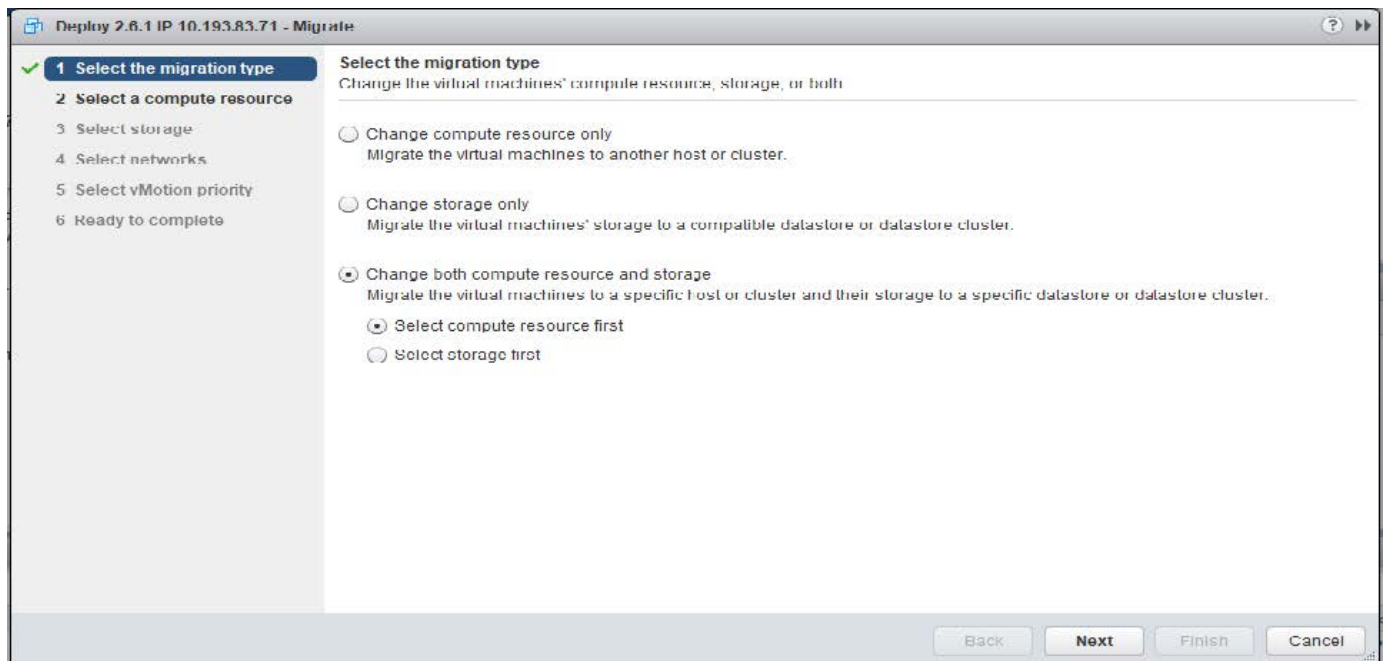 Deploy 2.6.1 IP 10.193.83.71 - Migrate
1 Select the migration type
2 Select a compute resource
3 Select storage
4 Select networks
5 Select vMotion priority
6 Ready to complete
Select the migration type
Change the virtual machines' compute resource, storage, or both
Change compute resource only
Migrate the virtual machines to another host or cluster.
Change storage only
Migrate the virtual machines' storage to a compatible datastore or datastore cluster.
Change both compute resource and storage
Migrate the virtual machines to a specific host or cluster and their storage to a specific datastore or datastore cluster.
Select compute resource first
Select storage first
Back Next Finish Cancel